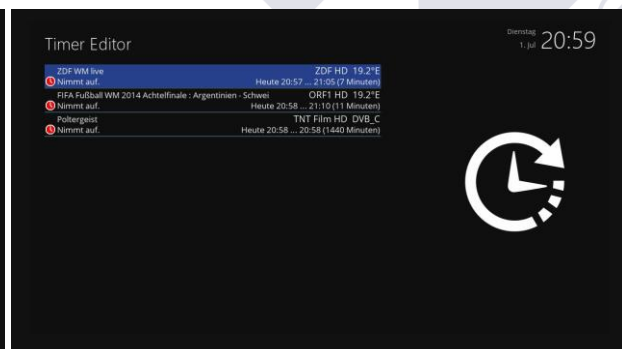 Timer Editor
Dienstag
1. Jul 20:59
ZDF WM live ZDF HD 19.2°E
Nimmt auf. Heute 20:57 ... 21:05 (7 Minuten)
FIFA Fußball WM 2014 Achtelfinale : Argentinien - Schwei ORF1 HD 19.2°E
Nimmt auf. Heute 20:58 ... 21:10 (11 Minuten)
Poltergeist TNT Film HD DVB_C
Nimmt auf. Heute 20:58 ... 20:58 (1440 Minuten)